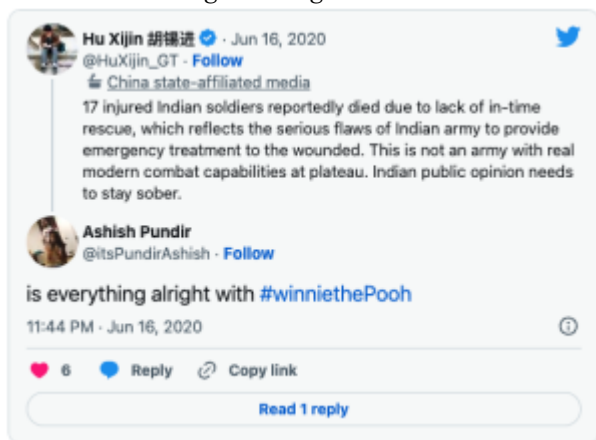 Hu Xijin 胡锡进 · Jun 16, 2020
@HuXijin_GT · Follow
China state-affiliated media
17 injured Indian soldiers reportedly died due to lack of in-time
rescue, which reflects the serious flaws of Indian army to provide
emergency treatment to the wounded. This is not an army with real
modern combat capabilities at plateau. Indian public opinion needs
to stay sober.
Ashish Pundir
@itsPundirAshish · Follow
is everything alright with #winniethePooh
11:44 PM · Jun 16, 2020
6 Reply Copy link
Read 1 reply